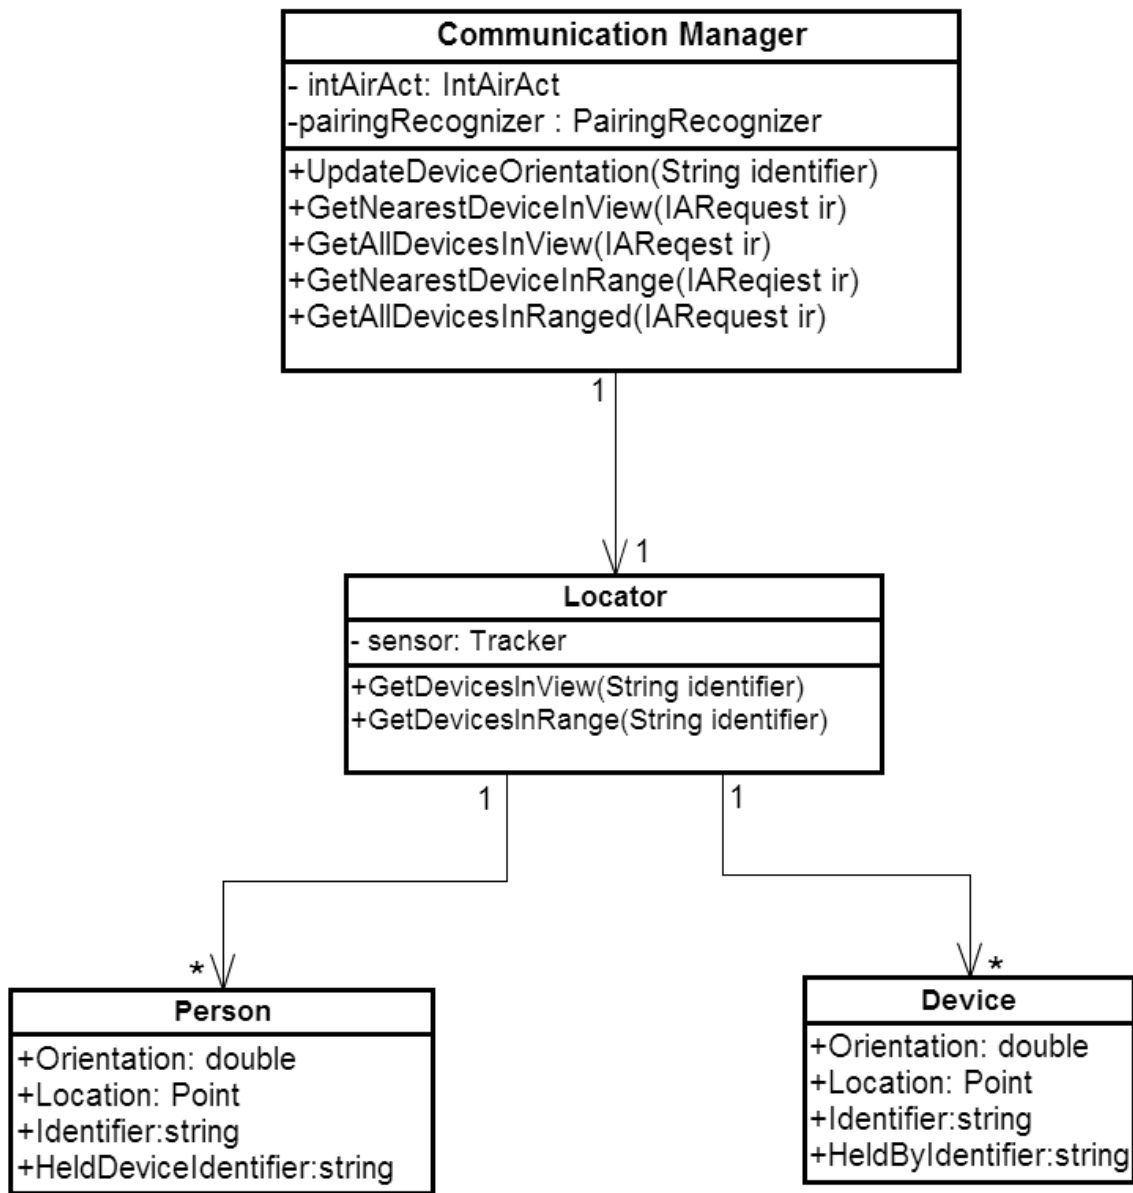 Communication Manager
- intAirAct: IntAirAct
-pairingRecognizer : PairingRecognizer
+UpdateDeviceOrientation(String identifier)
+GetNearestDeviceInView(IARequest ir)
+GetAllDevicesInView(IAReqest ir)
+GetNearestDeviceInRange(IAReqiest ir)
+GetAllDevicesInRanged(IARequest ir)
1
1
Locator
- sensor: Tracker
+GetDevicesInView(String identifier)
+GetDevicesInRange(String identifier)
1
1
*
*
Person
+Orientation: double
+Location: Point
+Identifier:string
+HeldDeviceIdentifier:string
Device
+Orientation: double
+Location: Point
+Identifier:string
+HeldByIdentifier:string